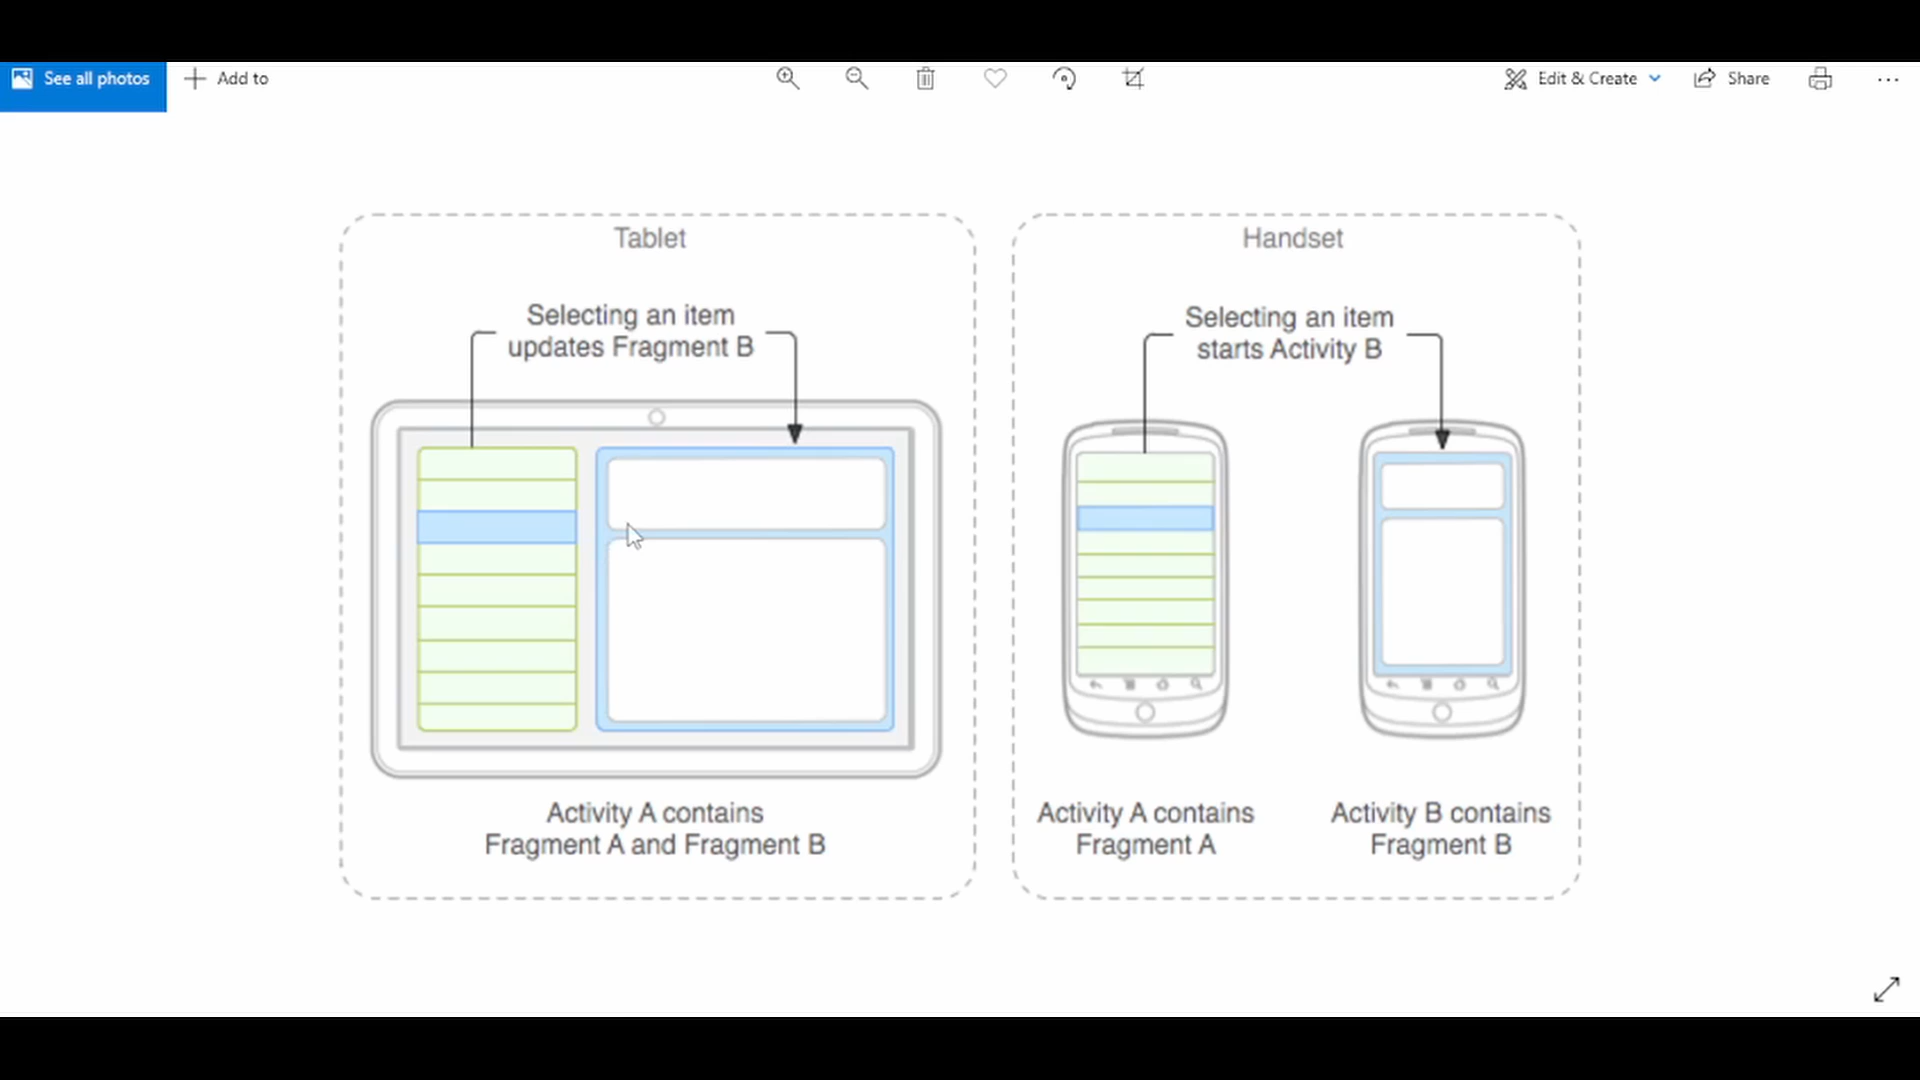 See all photos
Add to
Edit & Create
Share
Tablet
Selecting an item
updates Fragment B
Activity A contains
Fragment A and Fragment B
Handset
Selecting an item
starts Activity B
Activity A contains
Fragment A
Activity B contains
Fragment B